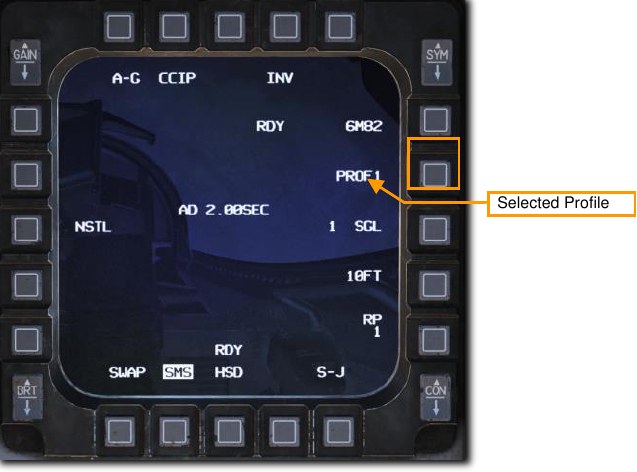 GAIN
SYM
A-G CCIP INV
RDY 6M82
PROF1
Selected Profile
AD 2.00SEC
NSTL 1 SGL
10FT
RP
1
RDY
SWAP SMS HSD S-J
DRT
CON